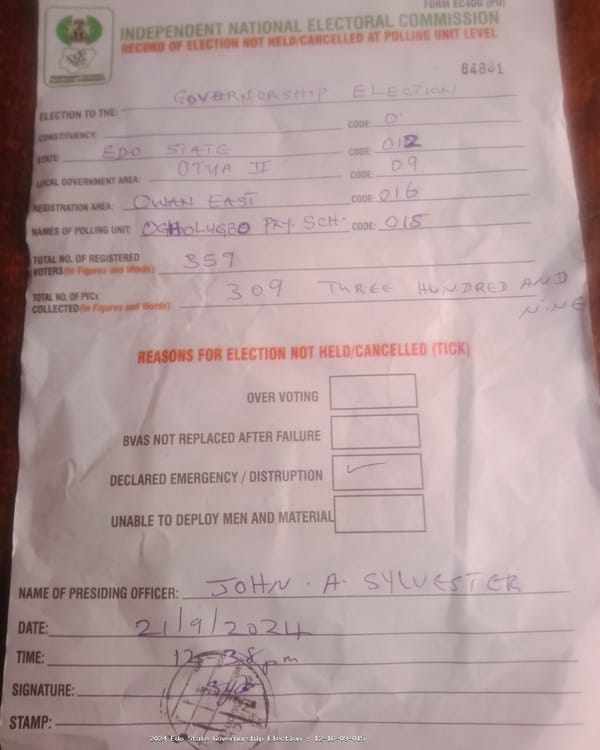 FORM EC40G (PU)
INDEPENDENT NATIONAL ELECTORAL COMMISSION
RECORD OF ELECTION NOT HELD/CANCELLED AT POLLING UNIT LEVEL
64801
ELECTION TO THE: GOVERNORSHIP ELECTION
CONSTITUENCY: CODE: 0
STATE: EDO STATE CODE: 012
LOCAL GOVERNMENT AREA: OTUA II CODE: 09
REGISTRATION AREA: OWAN EAST CODE: 016
NAMES OF POLLING UNIT: OGHOLUGBO PRY. SCH. CODE: 015
TOTAL NO. OF REGISTERED
VOTERS (In Figures and Words): 359
TOTAL NO. OF PVCs
COLLECTED (In Figures and Words): 309 THREE HUNDRED AND
NINE
REASONS FOR ELECTION NOT HELD/CANCELLED (TICK)
OVER VOTING
BVAS NOT REPLACED AFTER FAILURE
DECLARED EMERGENCY / DISTRUPTION ✓
UNABLE TO DEPLOY MEN AND MATERIAL
NAME OF PRESIDING OFFICER: JOHN . A. SYLVESTER
DATE: 21/9/2024
TIME: 12-38pm
SIGNATURE:
STAMP:
2024 Edo State Governorship Election : 12-16-09-015